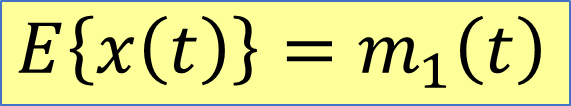 E{x(t)} = m₁(t)